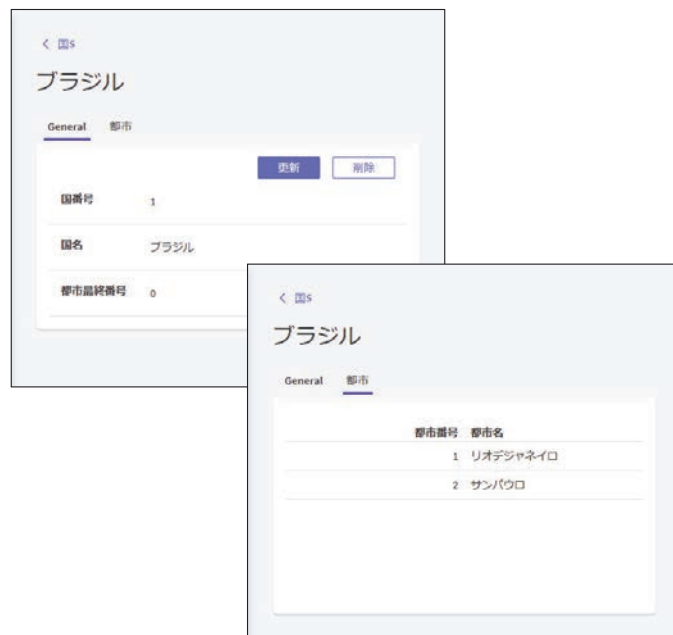 く 国s
ブラジル
General 都市
更新 削除
国番号 1
国名 ブラジル
都市最終番号 0
く 国s
ブラジル
General 都市
都市番号 都市名
1 リオデジャネイロ
2 サンパウロ